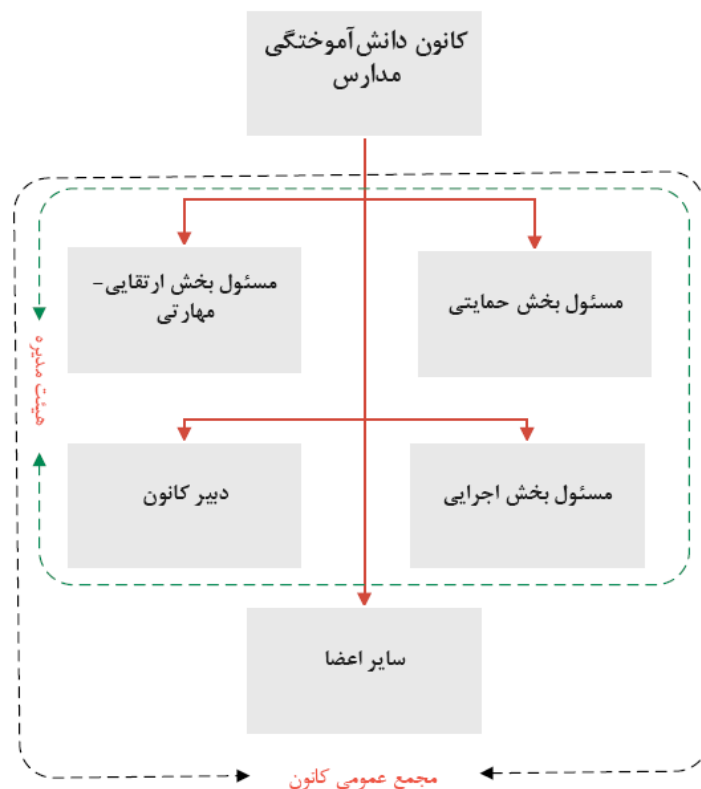 کانون دانش‌آموختگی
مدارس
مسئول بخش حمایتی
مسئول بخش ارتقایی-
مهارتی
هیئت مدیره
مسئول بخش اجرایی
دبیر کانون
سایر اعضا
مجمع عمومی کانون